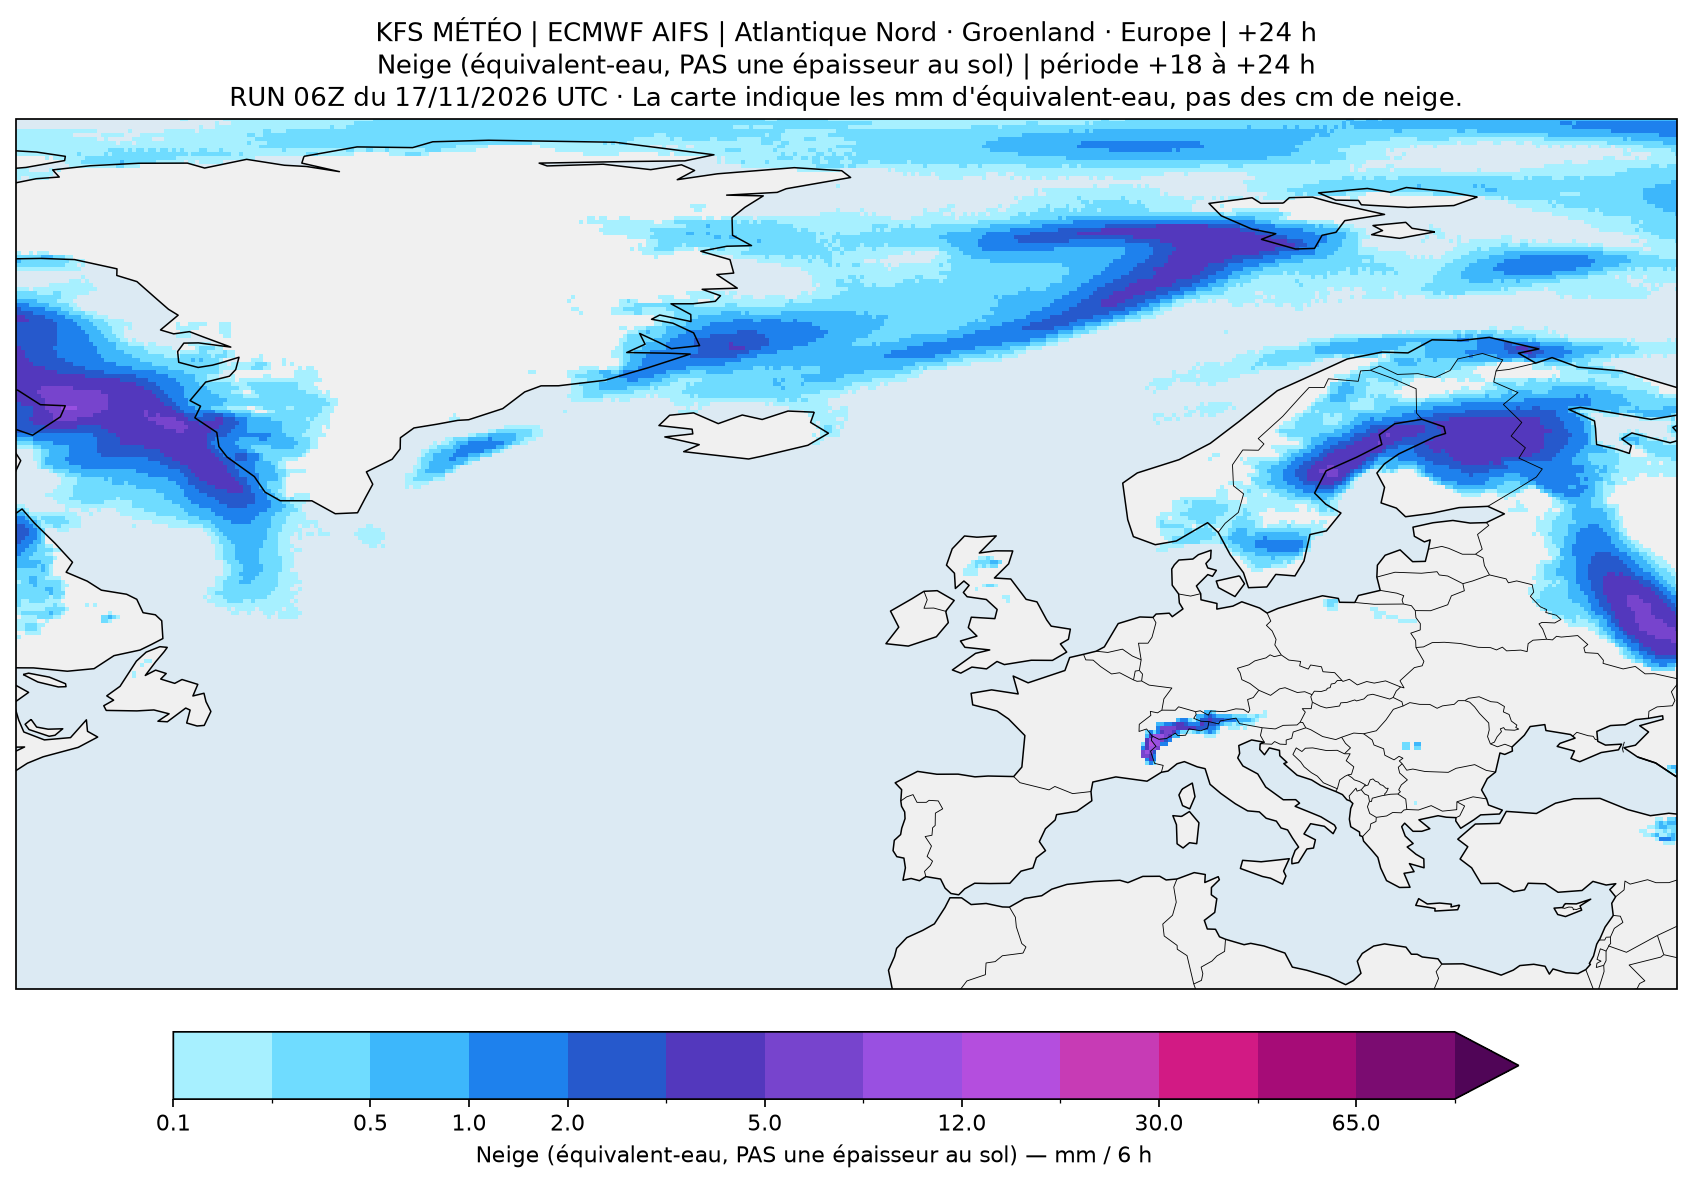 KFS MÉTÉO | ECMWF AIFS | Atlantique Nord · Groenland · Europe | +24 h
Neige (équivalent-eau, PAS une épaisseur au sol) | période +18 à +24 h
RUN 06Z du 17/11/2026 UTC · La carte indique les mm d'équivalent-eau, pas des cm de neige.
0.1 0.5 1.0 2.0 5.0 12.0 30.0 65.0
Neige (équivalent-eau, PAS une épaisseur au sol) — mm / 6 h